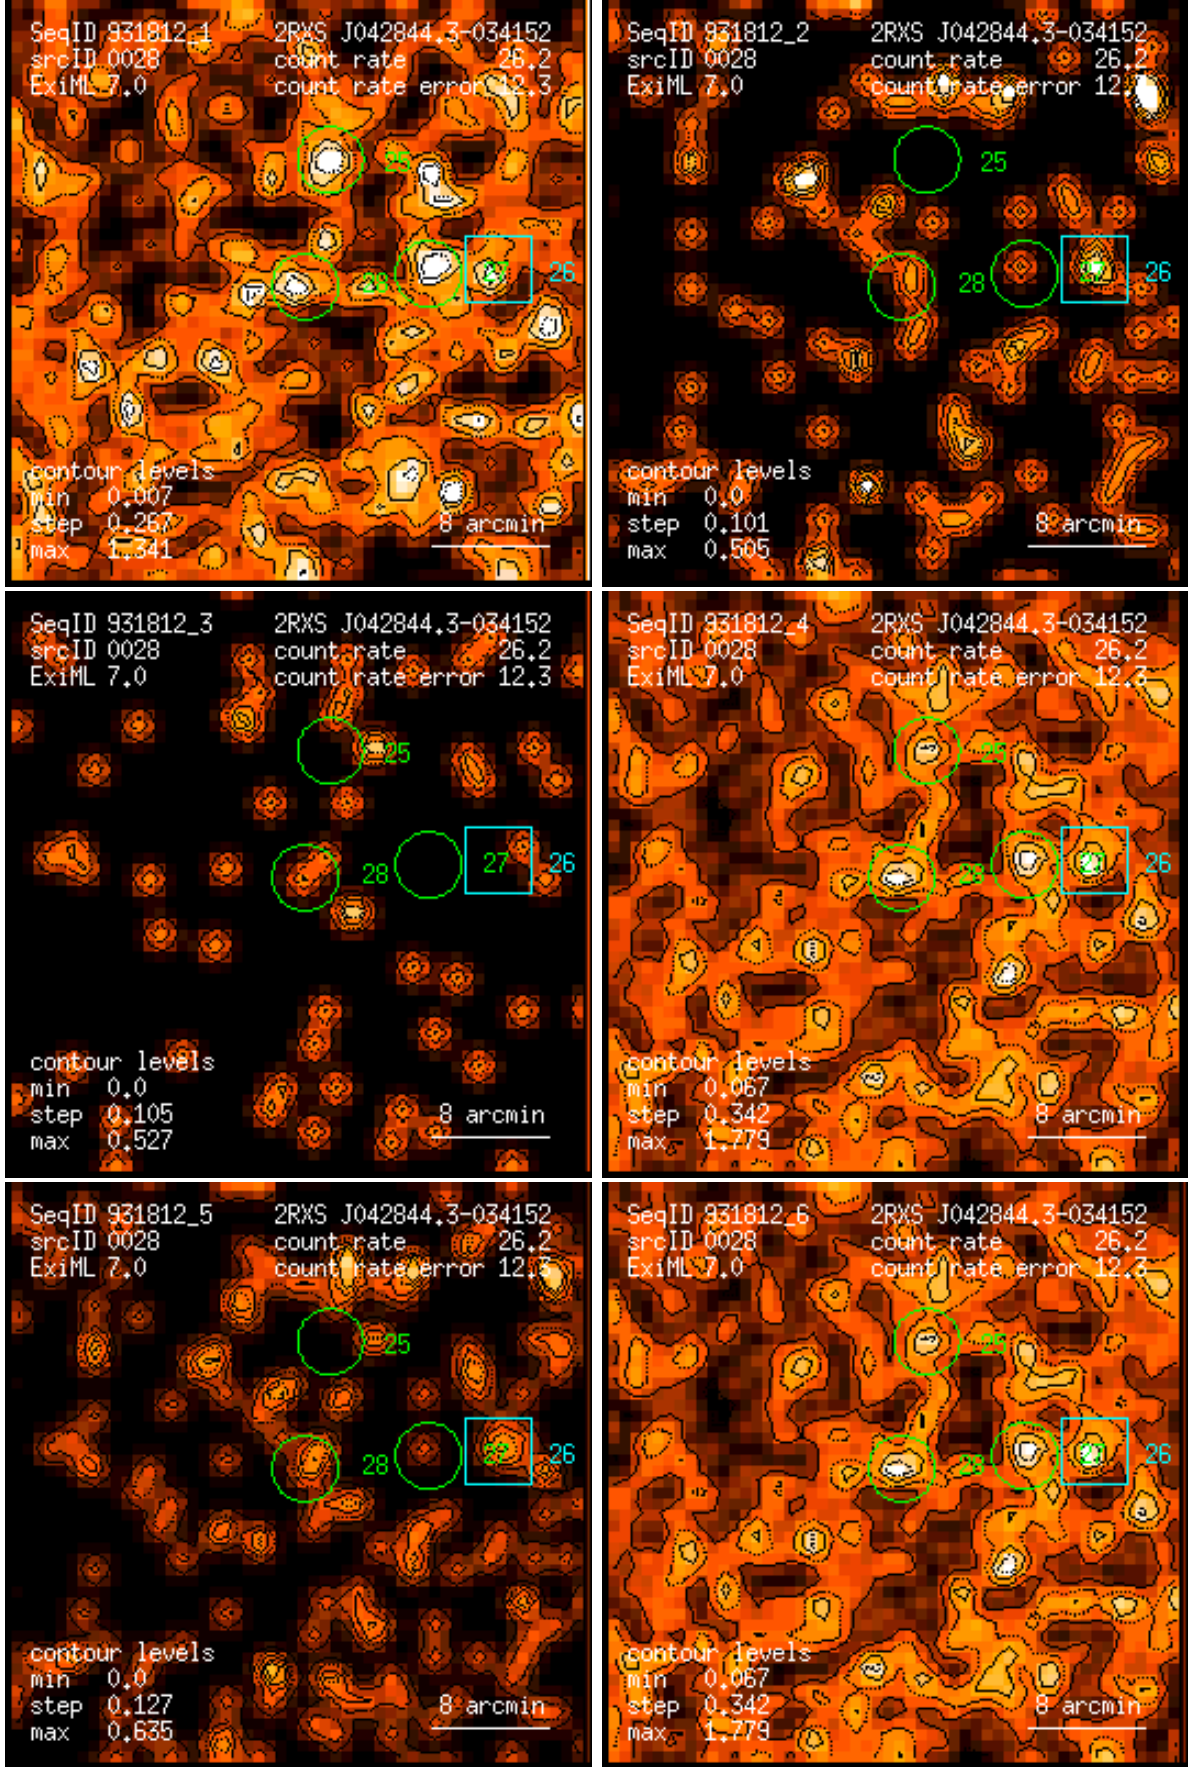 SeqID 931812_1 2RXS J042844.3-034152
srcID 0028 count rate 26.2
ExiML 7.0 count rate error 12.3
25
28 27 26
contour levels
min 0.007
step 0.267 8 arcmin
max 1.341
SeqID 931812_2 2RXS J042844.3-034152
srcID 0028 count rate 26.2
ExiML 7.0 count rate error 12.3
25
28 27 26
contour levels
min 0.0
step 0.101 8 arcmin
max 0.505
SeqID 931812_3 2RXS J042844.3-034152
srcID 0028 count rate 26.2
ExiML 7.0 count rate error 12.3
25
28 27 26
contour levels
min 0.0
step 0.105 8 arcmin
max 0.527
SeqID 931812_4 2RXS J042844.3-034152
srcID 0028 count rate 26.2
ExiML 7.0 count rate error 12.3
25
28 27 26
contour levels
min 0.067
step 0.342 8 arcmin
max 1.779
SeqID 931812_5 2RXS J042844.3-034152
srcID 0028 count rate 26.2
ExiML 7.0 count rate error 12.3
25
28 27 26
contour levels
min 0.0
step 0.127 8 arcmin
max 0.635
SeqID 931812_6 2RXS J042844.3-034152
srcID 0028 count rate 26.2
ExiML 7.0 count rate error 12.3
25
28 27 26
contour levels
min 0.067
step 0.342 8 arcmin
max 1.779